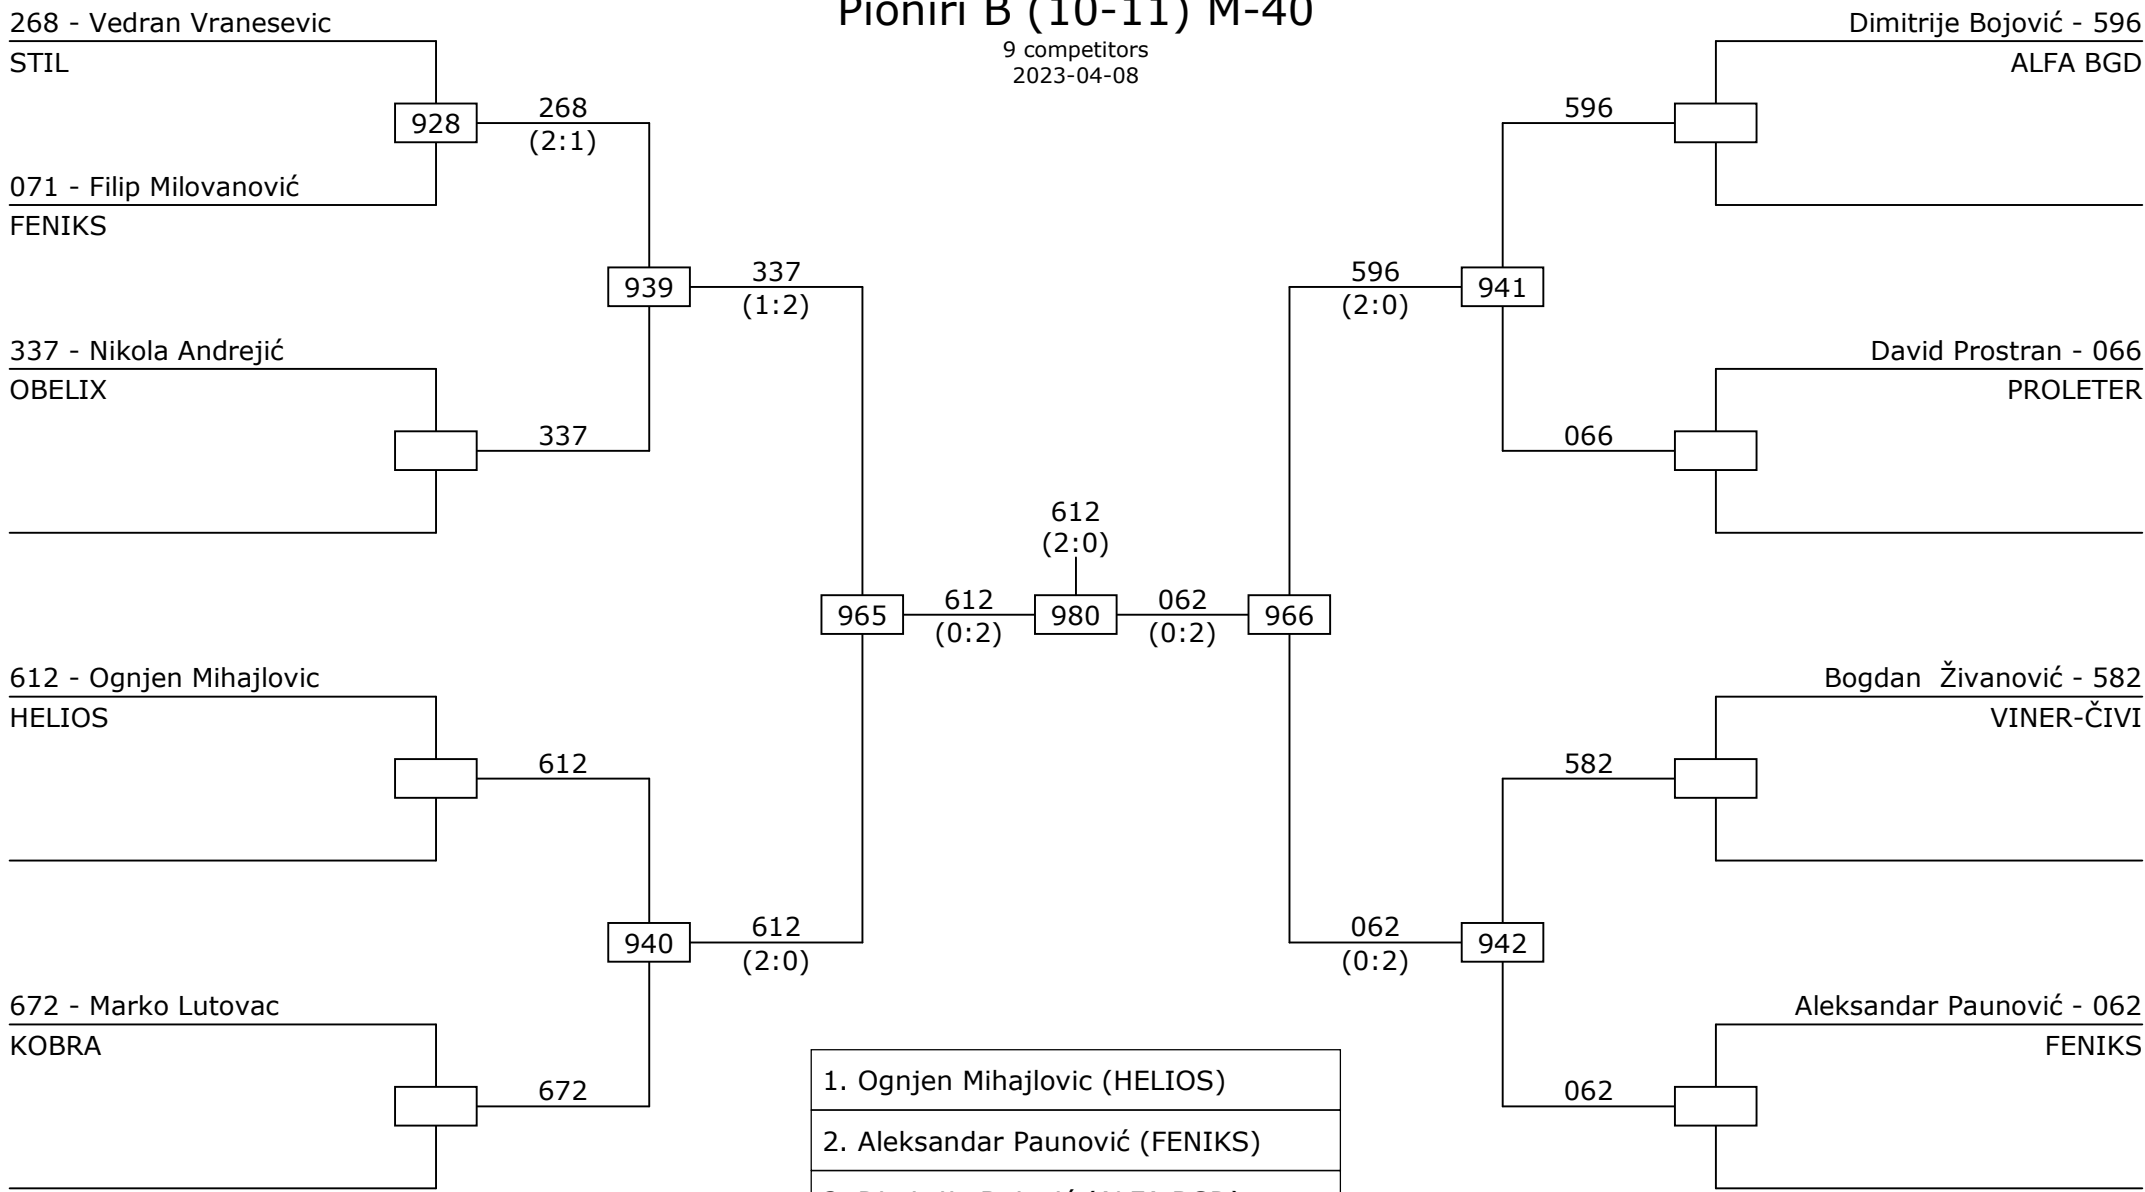 Pioniri B (10-11) M-40
9 competitors
2023-04-08
268 - Vedran Vranesevic
STIL
928
268
(2:1)
071 - Filip Milovanović
FENIKS
939
337
(1:2)
337 - Nikola Andrejić
OBELIX
337
612 - Ognjen Mihajlovic
HELIOS
612
940
612
(2:0)
672 - Marko Lutovac
KOBRA
672
965
612
(0:2)
612
(2:0)
980
062
(0:2)
966
Dimitrije Bojović - 596
ALFA BGD
596
596
(2:0)
941
David Prostran - 066
PROLETER
066
Bogdan  Živanović - 582
VINER-ČIVI
582
062
(0:2)
942
Aleksandar Paunović - 062
FENIKS
062
1. Ognjen Mihajlovic (HELIOS)
2. Aleksandar Paunović (FENIKS)